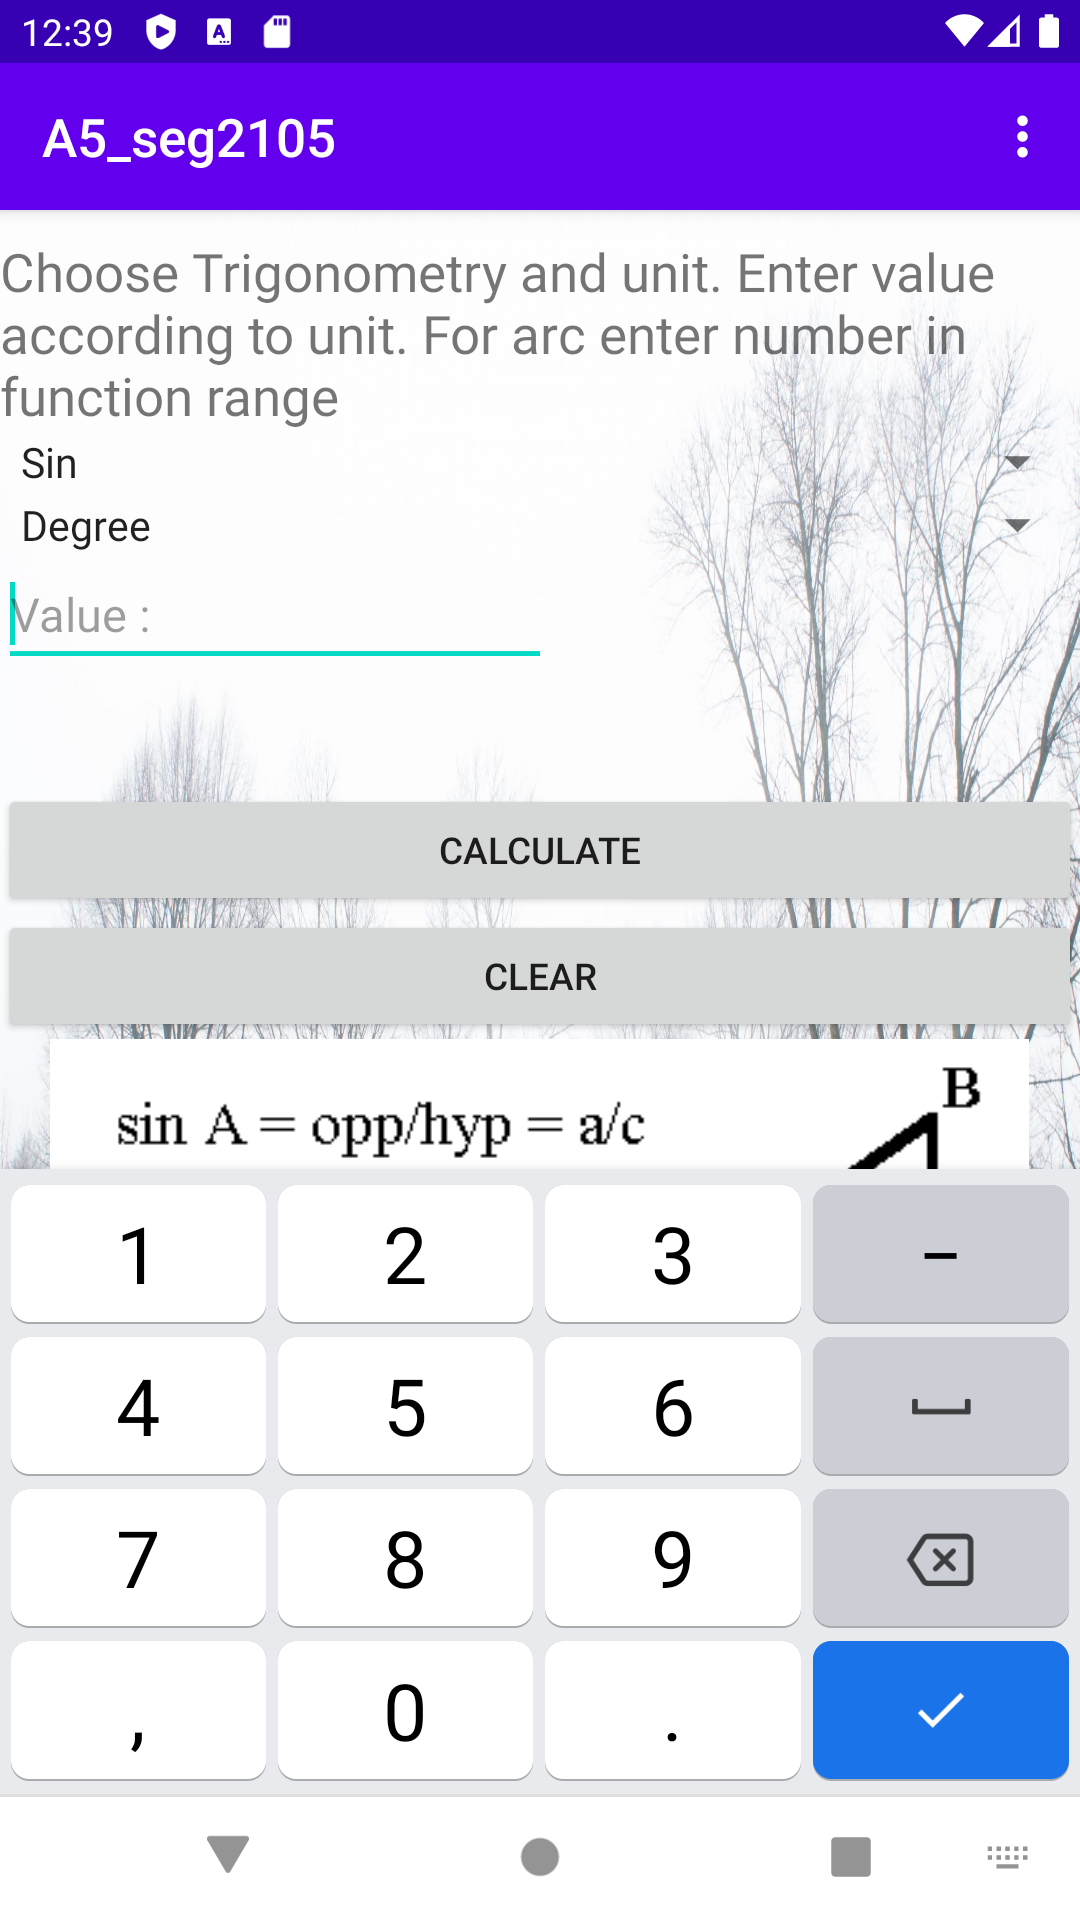 12:39
A5_seg2105
Choose Trigonometry and unit. Enter value
according to unit. For arc enter number in
function range
Sin
Degree
Value :
CALCULATE
CLEAR
B
sin A = opp/hyp = a/c
1 2 3 –
4 5 6
7 8 9
, 0 .